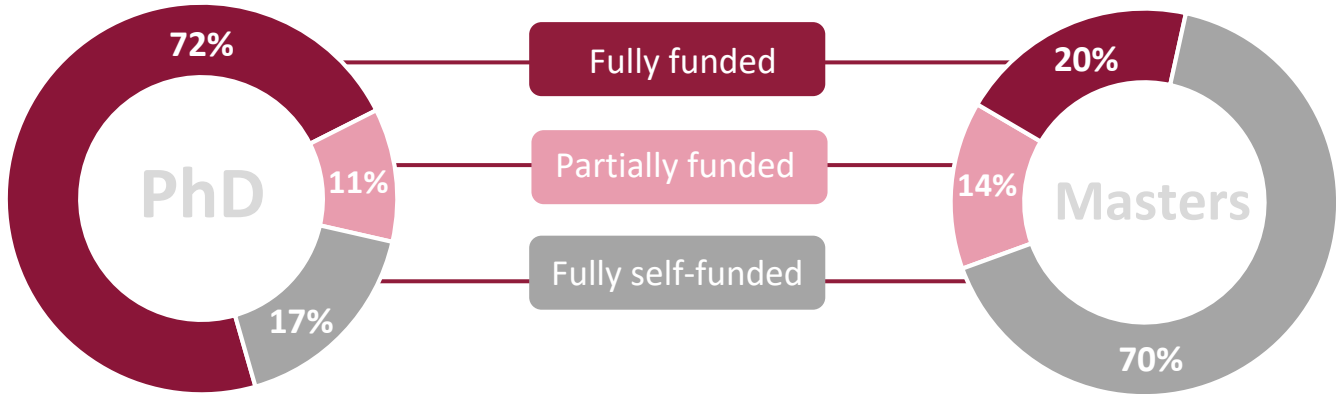 72%
11%
17%
PhD
Fully funded
Partially funded
Fully self-funded
20%
14%
70%
Masters